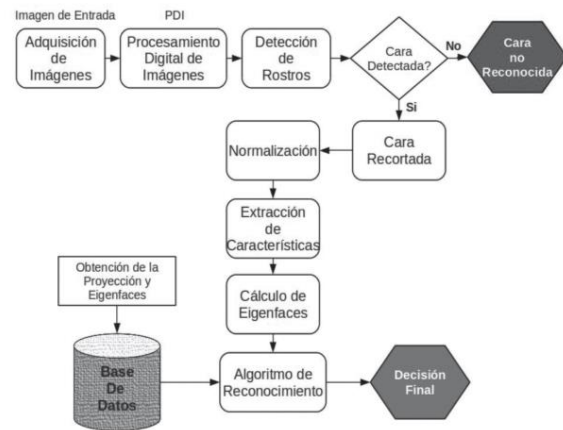 Imagen de Entrada
PDI
Adquisición
de
Imágenes
Procesamiento
Digital de
Imágenes
Detección
de
Rostros
Cara
Detectada?
No
Cara
no
Reconocida
Si
Cara
Recortada
Normalización
Extracción
de
Características
Obtención de la
Proyección y
Eigenfaces
Cálculo de
Eigenfaces
Base
De
Datos
Algoritmo de
Reconocimiento
Decisión
Final